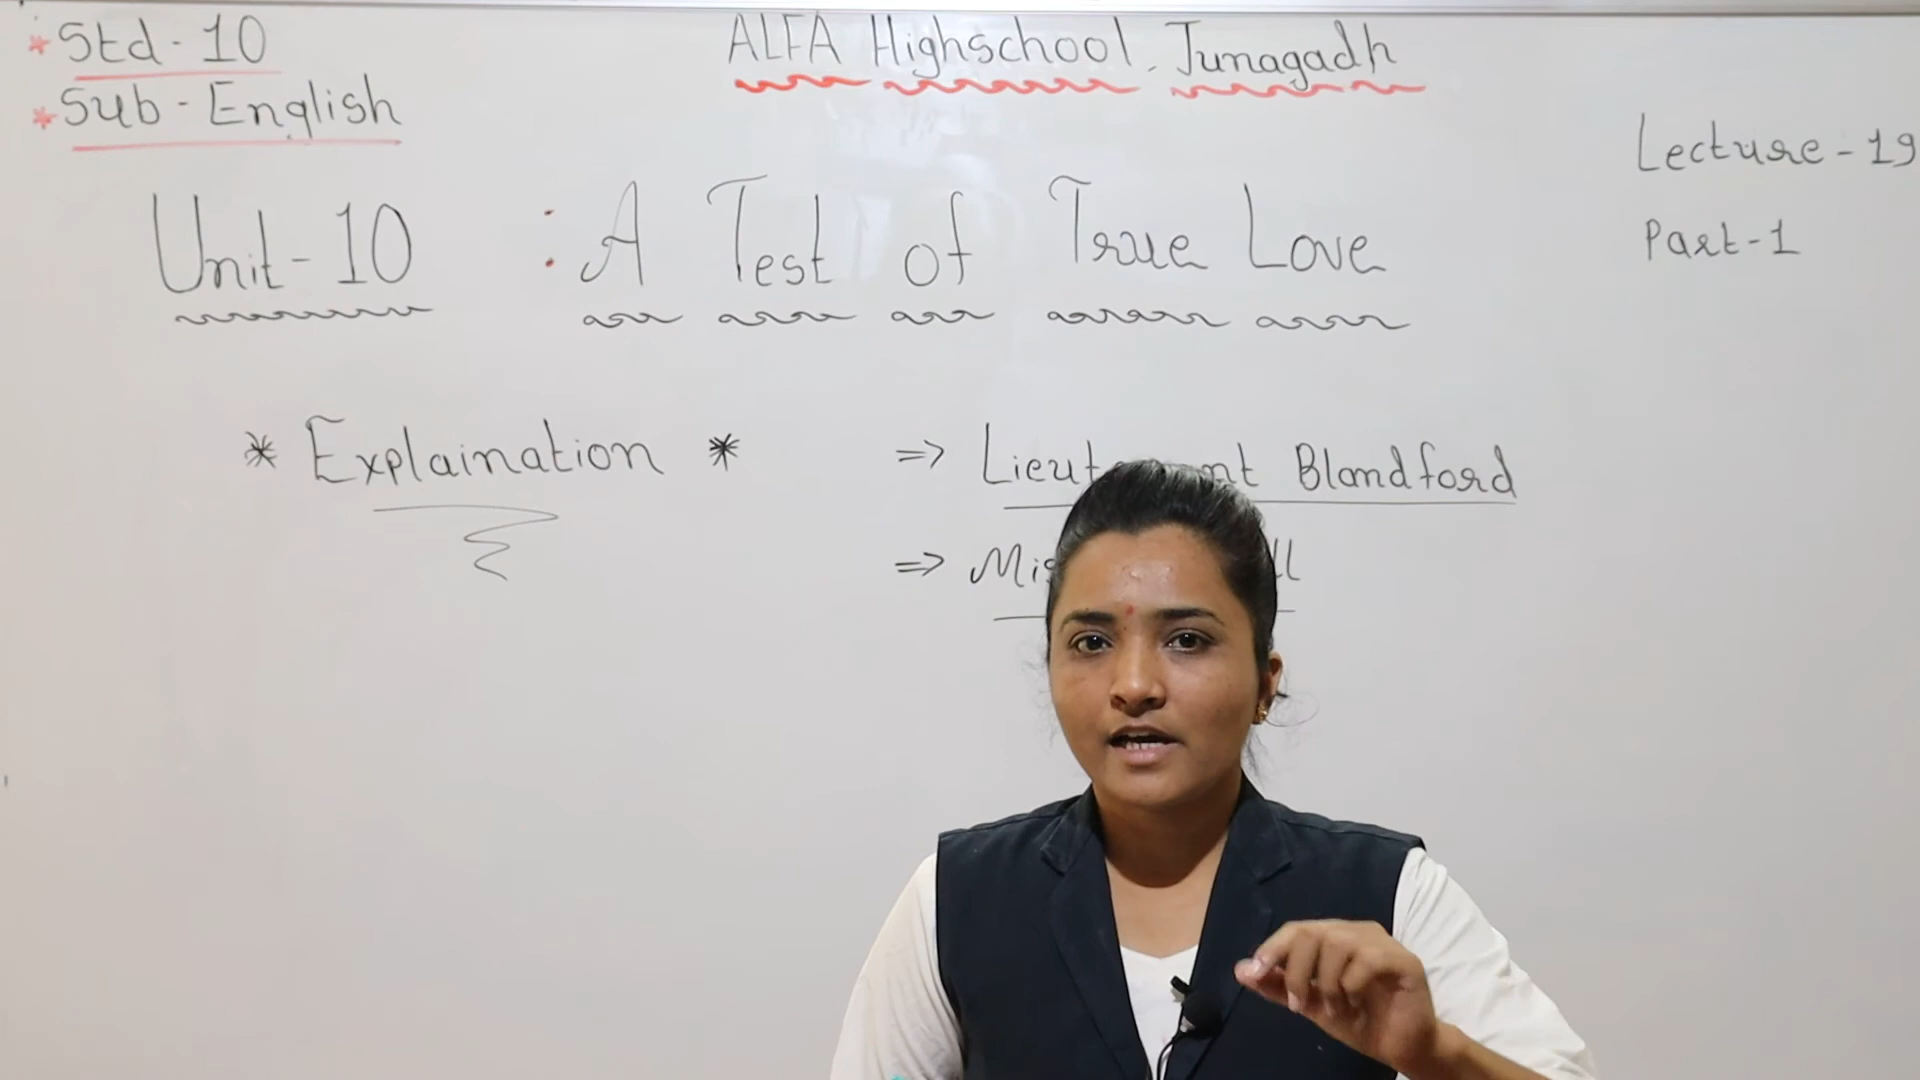 * Std - 10
ALFA Highschool, Junagadh
* Sub - English
Lecture - 19
Part - 1
Unit - 10 : A Test of True Love
* Explaination *
⇒ Blandford
⇒